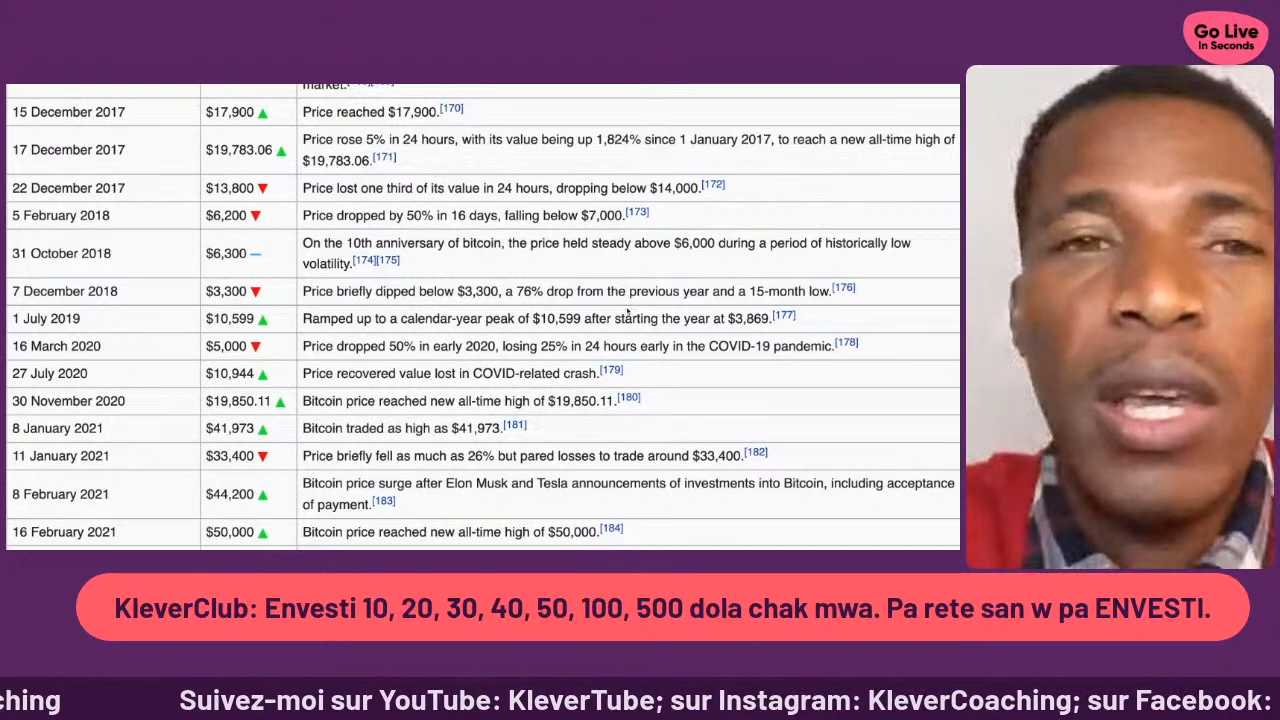 Go Live
In Seconds
market.
15 December 2017 $17,900 ▲ Price reached $17,900.[170]
17 December 2017 $19,783.06 ▲ Price rose 5% in 24 hours, with its value being up 1,824% since 1 January 2017, to reach a new all-time high of
$19,783.06.[171]
22 December 2017 $13,800 ▼ Price lost one third of its value in 24 hours, dropping below $14,000.[172]
5 February 2018 $6,200 ▼ Price dropped by 50% in 16 days, falling below $7,000.[173]
31 October 2018 $6,300 – On the 10th anniversary of bitcoin, the price held steady above $6,000 during a period of historically low
volatility.[174][175]
7 December 2018 $3,300 ▼ Price briefly dipped below $3,300, a 76% drop from the previous year and a 15-month low.[176]
1 July 2019 $10,599 ▲ Ramped up to a calendar-year peak of $10,599 after starting the year at $3,869.[177]
16 March 2020 $5,000 ▼ Price dropped 50% in early 2020, losing 25% in 24 hours early in the COVID-19 pandemic.[178]
27 July 2020 $10,944 ▲ Price recovered value lost in COVID-related crash.[179]
30 November 2020 $19,850.11 ▲ Bitcoin price reached new all-time high of $19,850.11.[180]
8 January 2021 $41,973 ▲ Bitcoin traded as high as $41,973.[181]
11 January 2021 $33,400 ▼ Price briefly fell as much as 26% but pared losses to trade around $33,400.[182]
8 February 2021 $44,200 ▲ Bitcoin price surge after Elon Musk and Tesla announcements of investments into Bitcoin, including acceptance
of payment.[183]
16 February 2021 $50,000 ▲ Bitcoin price reached new all-time high of $50,000.[184]
KleverClub: Envesti 10, 20, 30, 40, 50, 100, 500 dola chak mwa. Pa rete san w pa ENVESTI.
ching Suivez-moi sur YouTube: KleverTube; sur Instagram: KleverCoaching; sur Facebook: